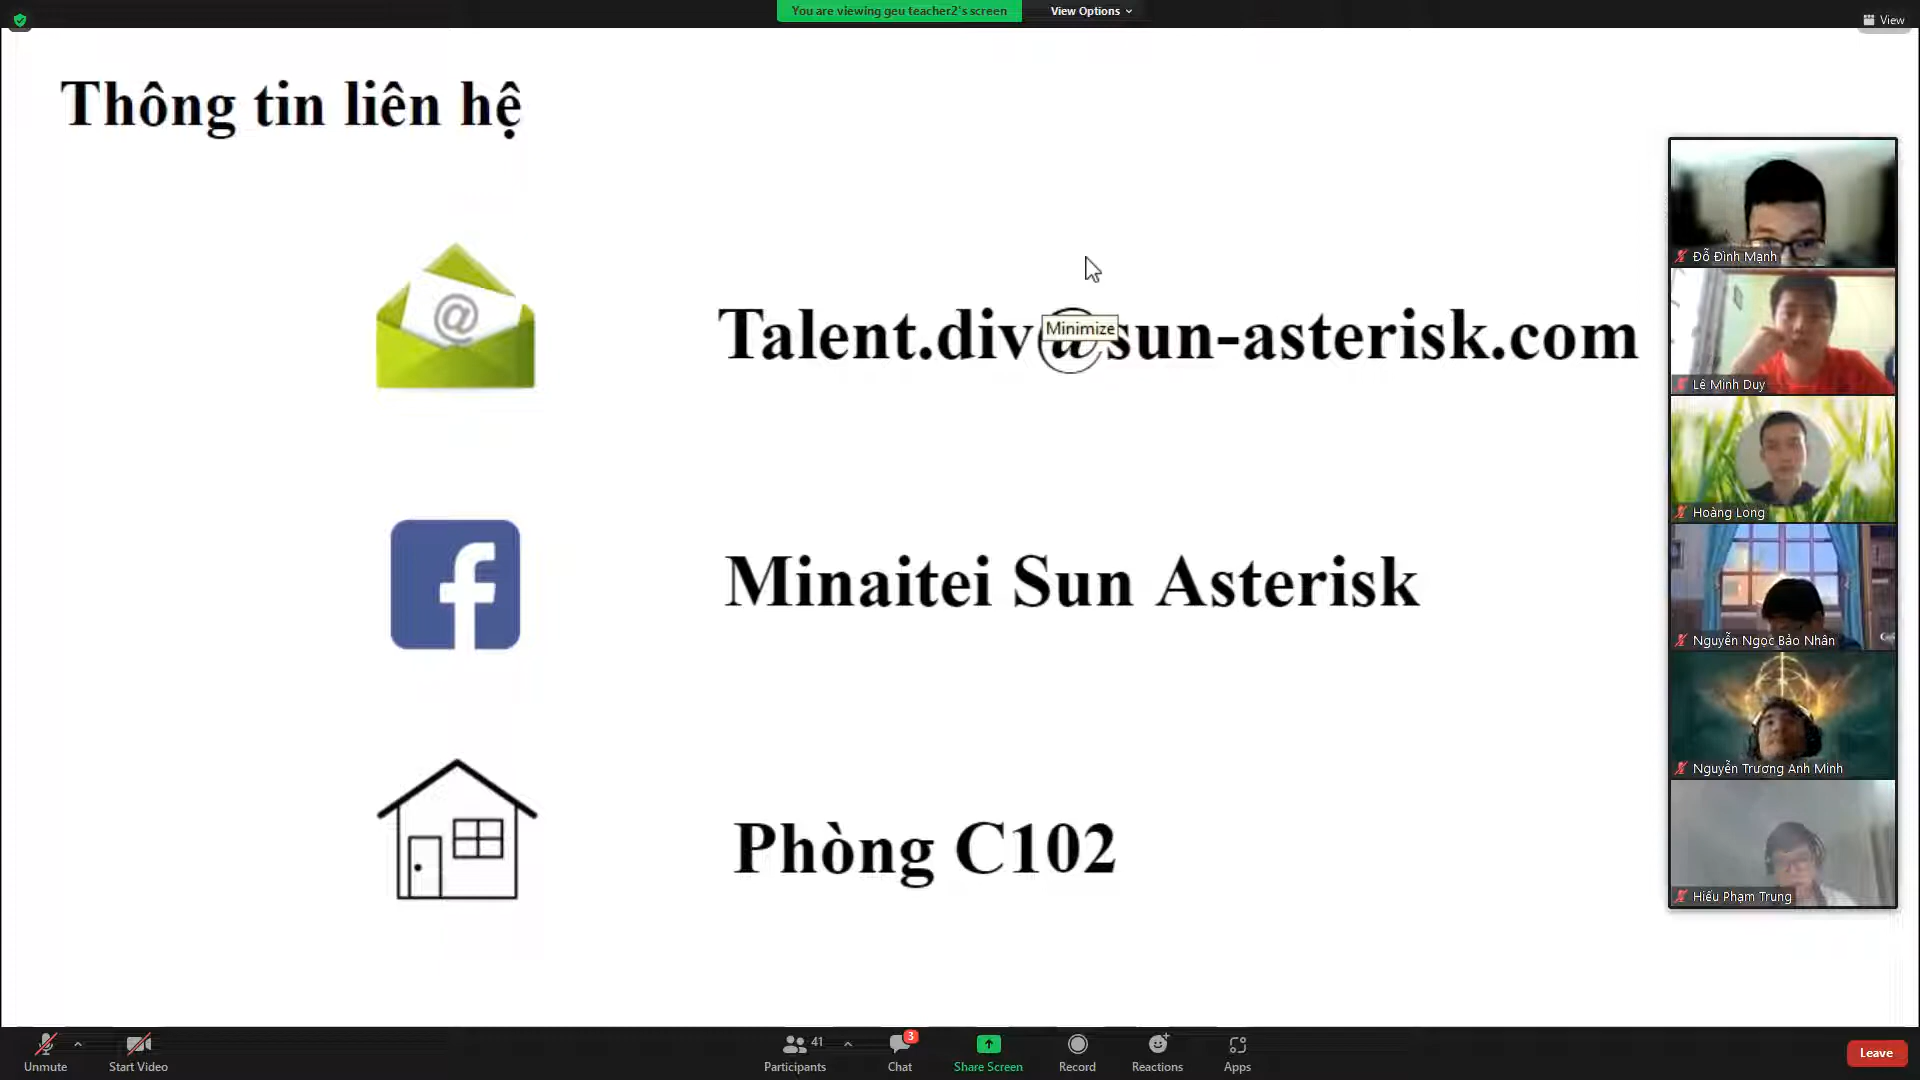 You are viewing geu teacher2's screen
View Options
View
Thông tin liên hệ
@
Talent.div@sun-asterisk.com
Minimize
Minaitei Sun Asterisk
Phòng C102
Đỗ Đình Mạnh
Lê Minh Duy
Hoàng Long
Nguyễn Ngọc Bảo Nhân
Nguyễn Trương Anh Minh
Hiếu Phạm Trung
Unmute
Start Video
41
Participants
3
Chat
Share Screen
Record
Reactions
Apps
Leave